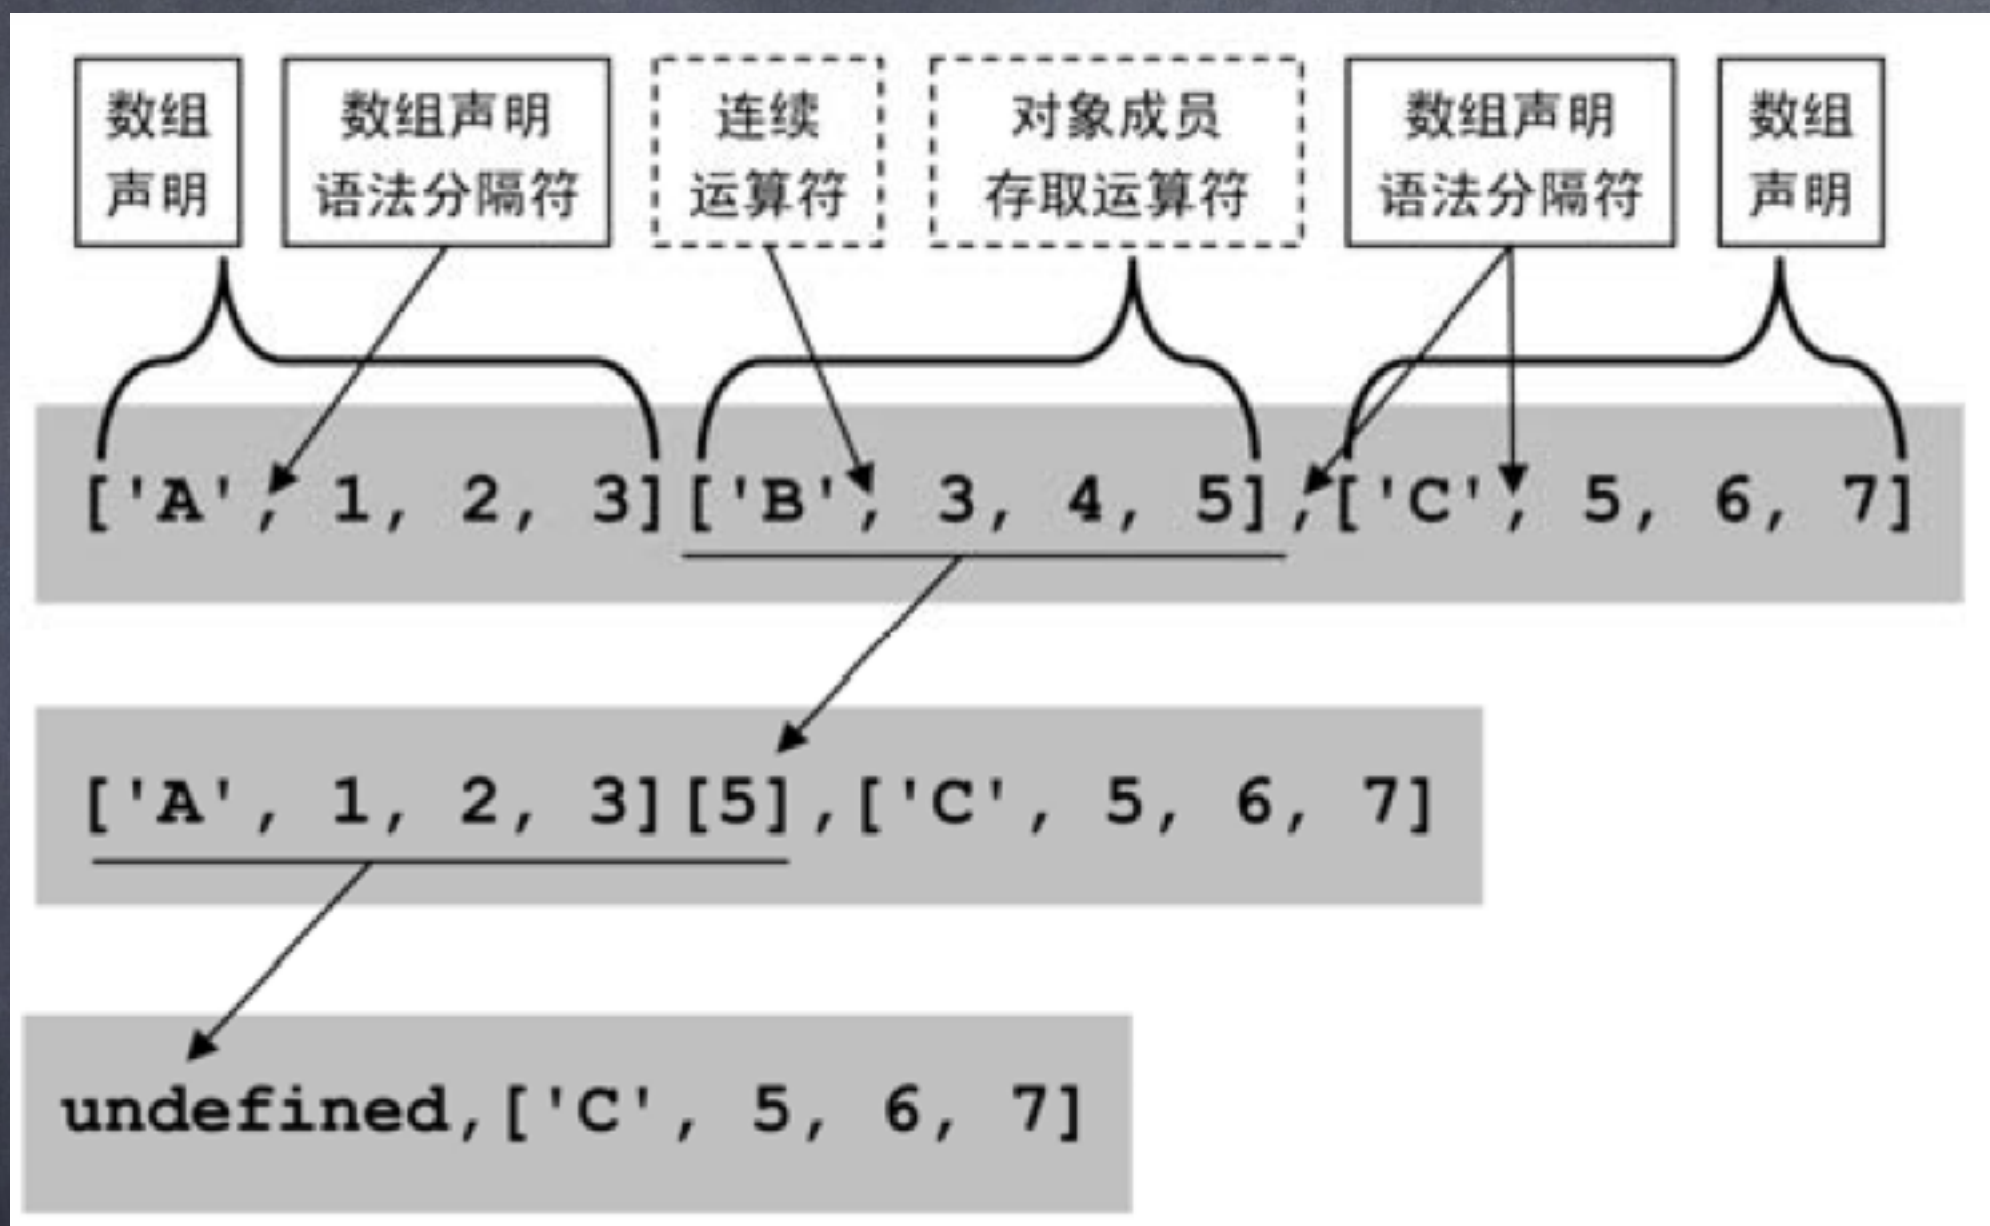 数组
声明
数组声明
语法分隔符
连续
运算符
对象成员
存取运算符
数组声明
语法分隔符
数组
声明
['A', 1, 2, 3]['B', 3, 4, 5],['C', 5, 6, 7]
['A', 1, 2, 3][5],['C', 5, 6, 7]
undefined,['C', 5, 6, 7]